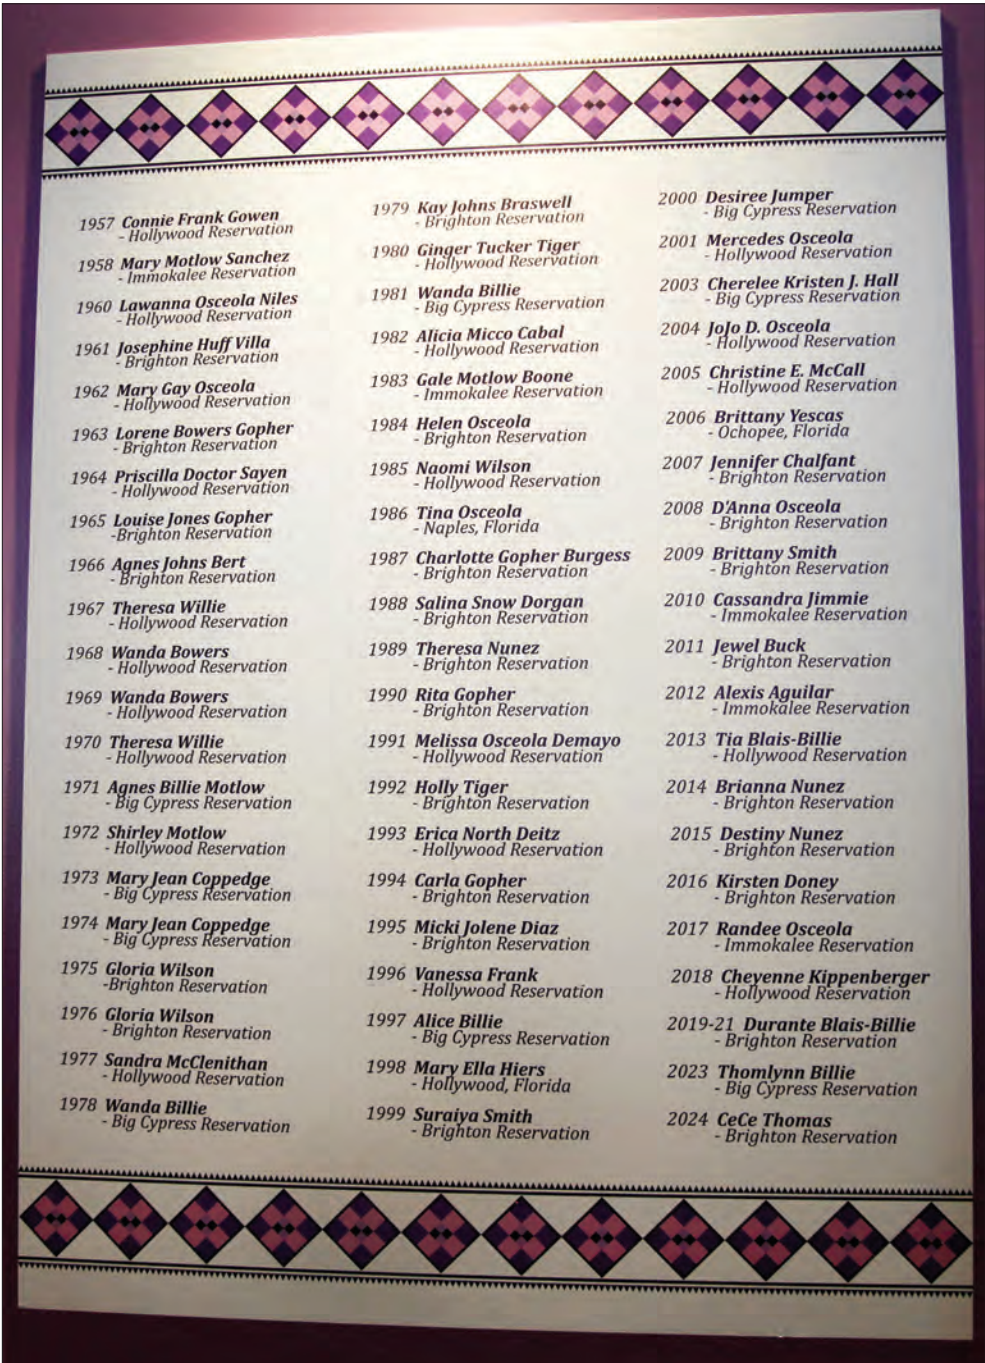 1957 Connie Frank Gowen
- Hollywood Reservation
1958 Mary Motlow Sanchez
- Immokalee Reservation
1960 Lawanna Osceola Niles
- Hollywood Reservation
1961 Josephine Huff Villa
- Brighton Reservation
1962 Mary Gay Osceola
- Hollywood Reservation
1963 Lorene Bowers Gopher
- Brighton Reservation
1964 Priscilla Doctor Sayen
- Hollywood Reservation
1965 Louise Jones Gopher
-Brighton Reservation
1966 Agnes Johns Bert
- Brighton Reservation
1967 Theresa Willie
- Hollywood Reservation
1968 Wanda Bowers
- Hollywood Reservation
1969 Wanda Bowers
- Hollywood Reservation
1970 Theresa Willie
- Hollywood Reservation
1971 Agnes Billie Motlow
- Big Cypress Reservation
1972 Shirley Motlow
- Hollywood Reservation
1973 Mary Jean Coppedge
- Big Cypress Reservation
1974 Mary Jean Coppedge
- Big Cypress Reservation
1975 Gloria Wilson
-Brighton Reservation
1976 Gloria Wilson
- Brighton Reservation
1977 Sandra McClenithan
- Hollywood Reservation
1978 Wanda Billie
- Big Cypress Reservation
1979 Kay Johns Braswell
- Brighton Reservation
1980 Ginger Tucker Tiger
- Hollywood Reservation
1981 Wanda Billie
- Big Cypress Reservation
1982 Alicia Micco Cabal
- Hollywood Reservation
1983 Gale Motlow Boone
- Immokalee Reservation
1984 Helen Osceola
- Brighton Reservation
1985 Naomi Wilson
- Hollywood Reservation
1986 Tina Osceola
- Naples, Florida
1987 Charlotte Gopher Burgess
- Brighton Reservation
1988 Salina Snow Dorgan
- Brighton Reservation
1989 Theresa Nunez
- Brighton Reservation
1990 Rita Gopher
- Brighton Reservation
1991 Melissa Osceola Demayo
- Hollywood Reservation
1992 Holly Tiger
- Brighton Reservation
1993 Erica North Deitz
- Hollywood Reservation
1994 Carla Gopher
- Brighton Reservation
1995 Micki Jolene Diaz
- Brighton Reservation
1996 Vanessa Frank
- Hollywood Reservation
1997 Alice Billie
- Big Cypress Reservation
1998 Mary Ella Hiers
- Hollywood, Florida
1999 Suraiya Smith
- Brighton Reservation
2000 Desiree Jumper
- Big Cypress Reservation
2001 Mercedes Osceola
- Hollywood Reservation
2003 Cherelee Kristen J. Hall
- Big Cypress Reservation
2004 JoJo D. Osceola
- Hollywood Reservation
2005 Christine E. McCall
- Hollywood Reservation
2006 Brittany Yescas
- Ochopee, Florida
2007 Jennifer Chalfant
- Brighton Reservation
2008 D'Anna Osceola
- Brighton Reservation
2009 Brittany Smith
- Brighton Reservation
2010 Cassandra Jimmie
- Immokalee Reservation
2011 Jewel Buck
- Brighton Reservation
2012 Alexis Aguilar
- Immokalee Reservation
2013 Tia Blais-Billie
- Hollywood Reservation
2014 Brianna Nunez
- Brighton Reservation
2015 Destiny Nunez
- Brighton Reservation
2016 Kirsten Doney
- Brighton Reservation
2017 Randee Osceola
- Immokalee Reservation
2018 Cheyenne Kippenberger
- Hollywood Reservation
2019-21 Durante Blais-Billie
- Brighton Reservation
2023 Thomlynn Billie
- Big Cypress Reservation
2024 CeCe Thomas
- Brighton Reservation